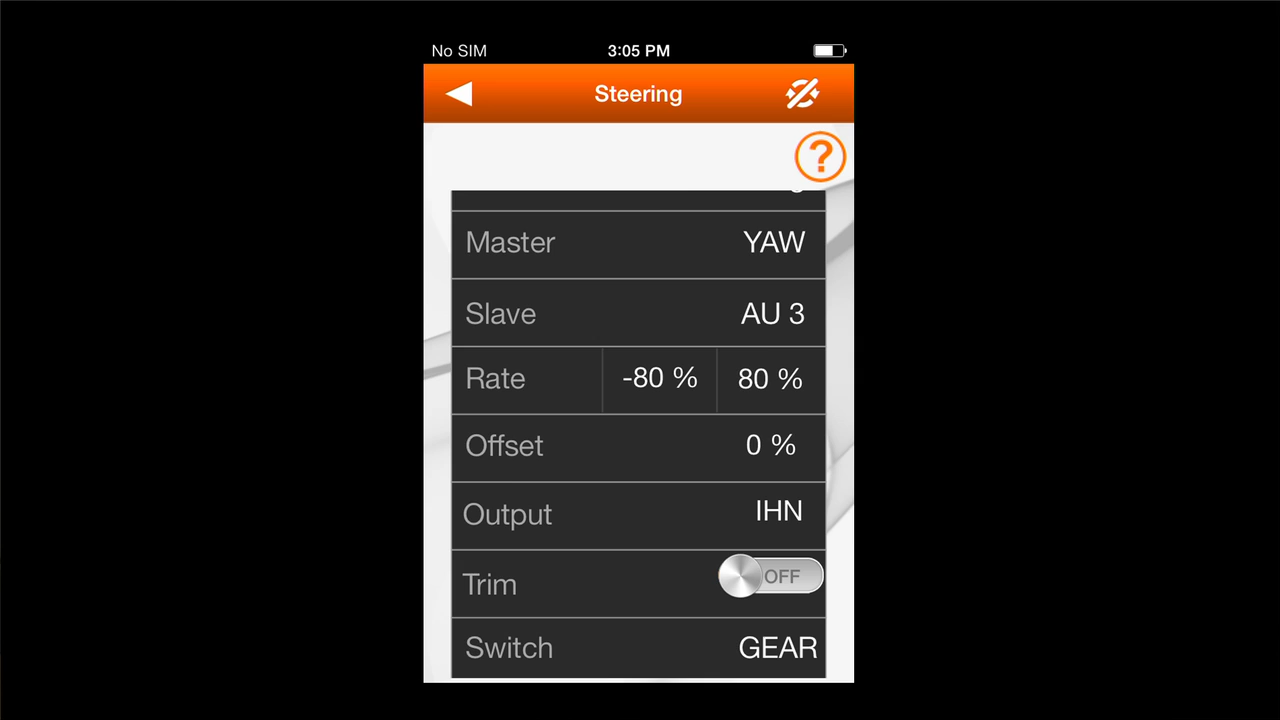 No SIM 3:05 PM
Steering
?
Master YAW
Slave AU 3
Rate -80 % 80 %
Offset 0 %
Output IHN
Trim OFF
Switch GEAR